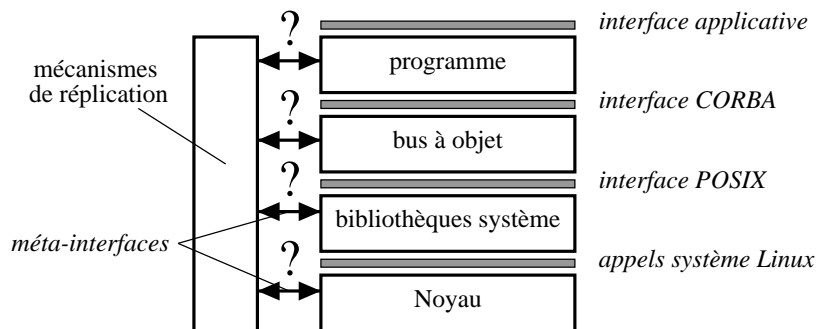 interface applicative
?
programme
mécanismes
de réplication
interface CORBA
?
bus à objet
interface POSIX
?
bibliothèques système
méta-interfaces
appels système Linux
?
Noyau